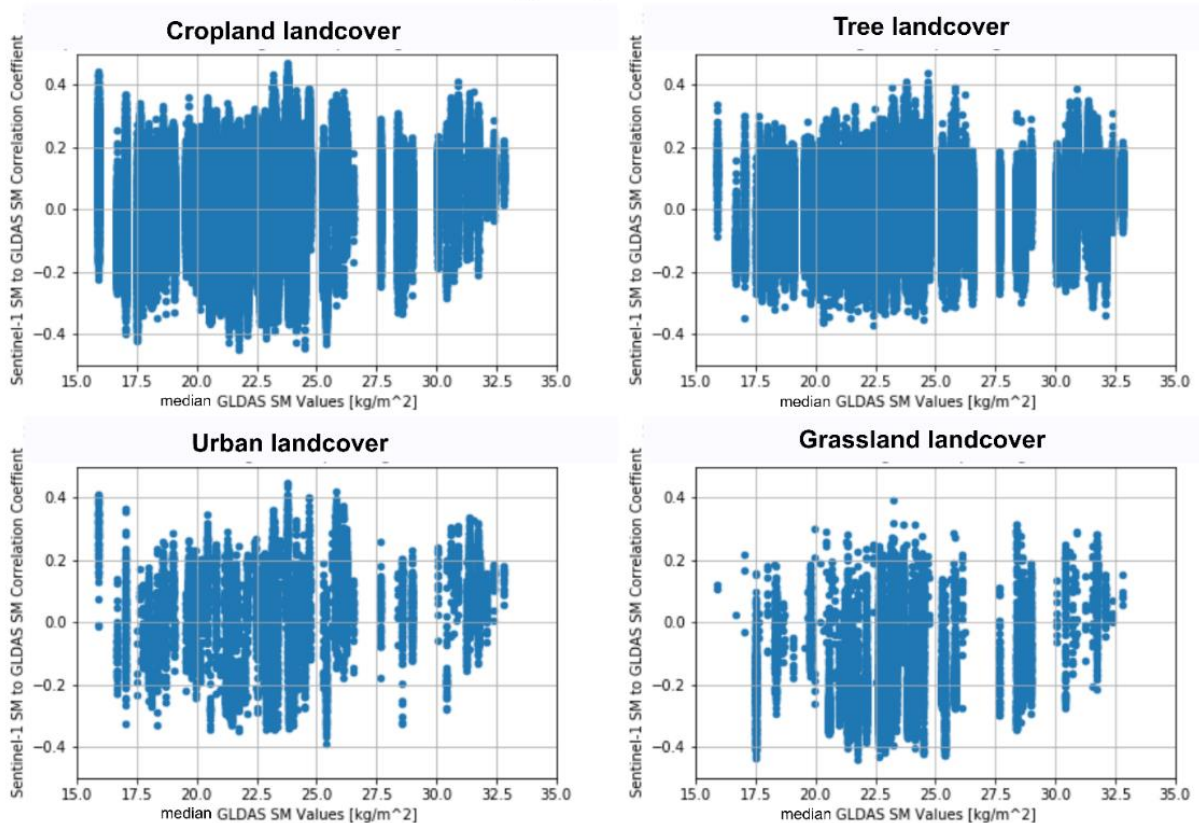 Cropland landcover
Sentinel-1 SM to GLDAS SM Correlation Coeffient
0.4
0.2
0.0
−0.2
−0.4
15.0 17.5 20.0 22.5 25.0 27.5 30.0 32.5 35.0
median GLDAS SM Values [kg/m^2]
Tree landcover
Sentinel-1 SM to GLDAS SM Correlation Coeffient
0.4
0.2
0.0
−0.2
−0.4
15.0 17.5 20.0 22.5 25.0 27.5 30.0 32.5 35.0
median GLDAS SM Values [kg/m^2]
Urban landcover
Sentinel-1 SM to GLDAS SM Correlation Coeffient
0.4
0.2
0.0
−0.2
−0.4
15.0 17.5 20.0 22.5 25.0 27.5 30.0 32.5 35.0
median GLDAS SM Values [kg/m^2]
Grassland landcover
Sentinel-1 SM to GLDAS SM Correlation Coeffient
0.4
0.2
0.0
−0.2
−0.4
15.0 17.5 20.0 22.5 25.0 27.5 30.0 32.5 35.0
median GLDAS SM Values [kg/m^2]